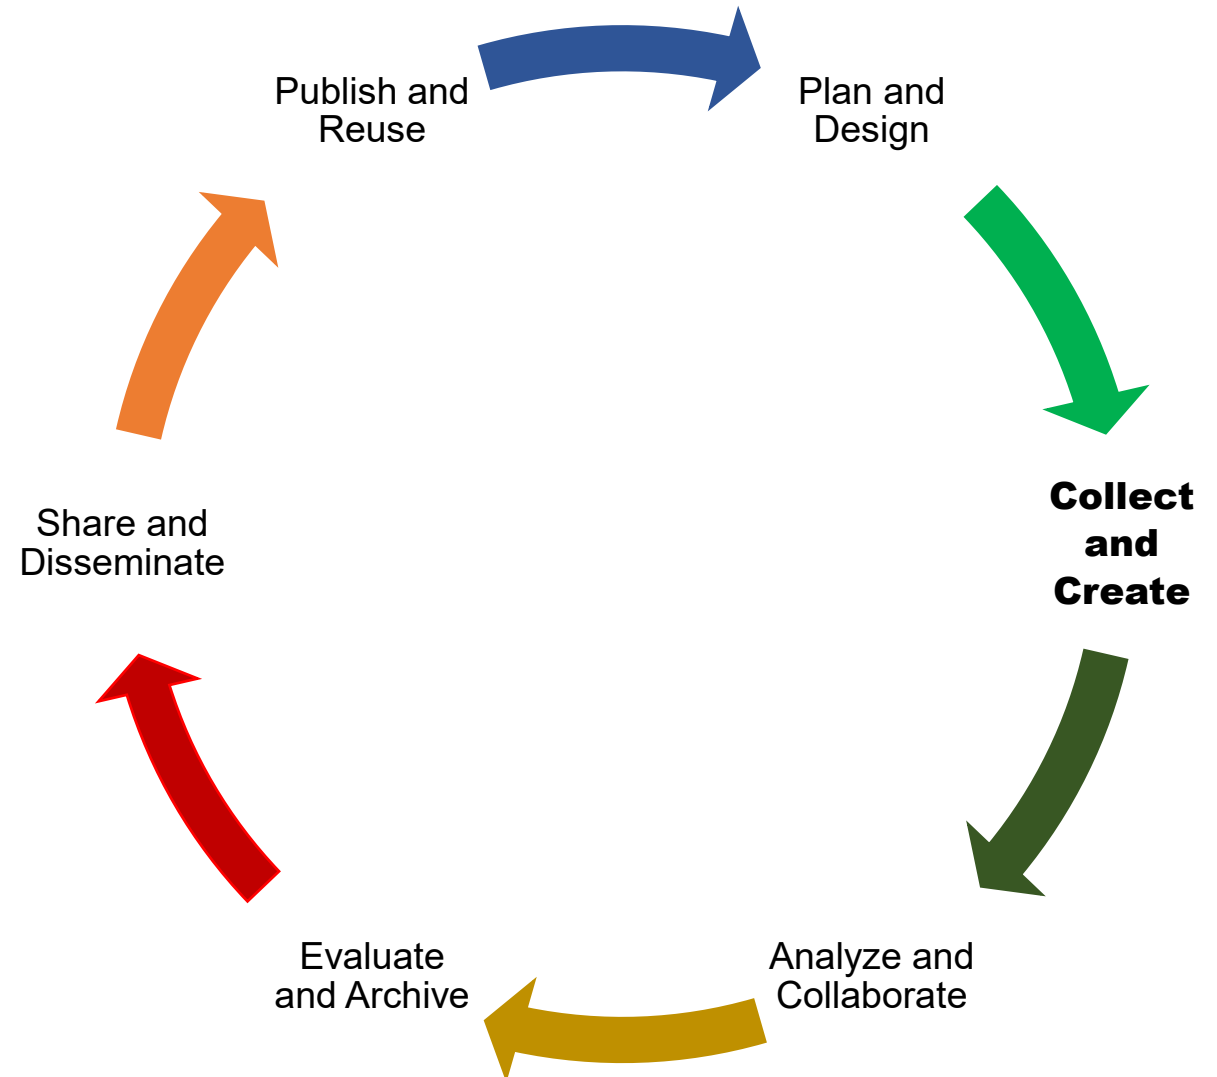 Publish and
Reuse
Plan and
Design
Collect
and
Create
Analyze and
Collaborate
Evaluate
and Archive
Share and
Disseminate